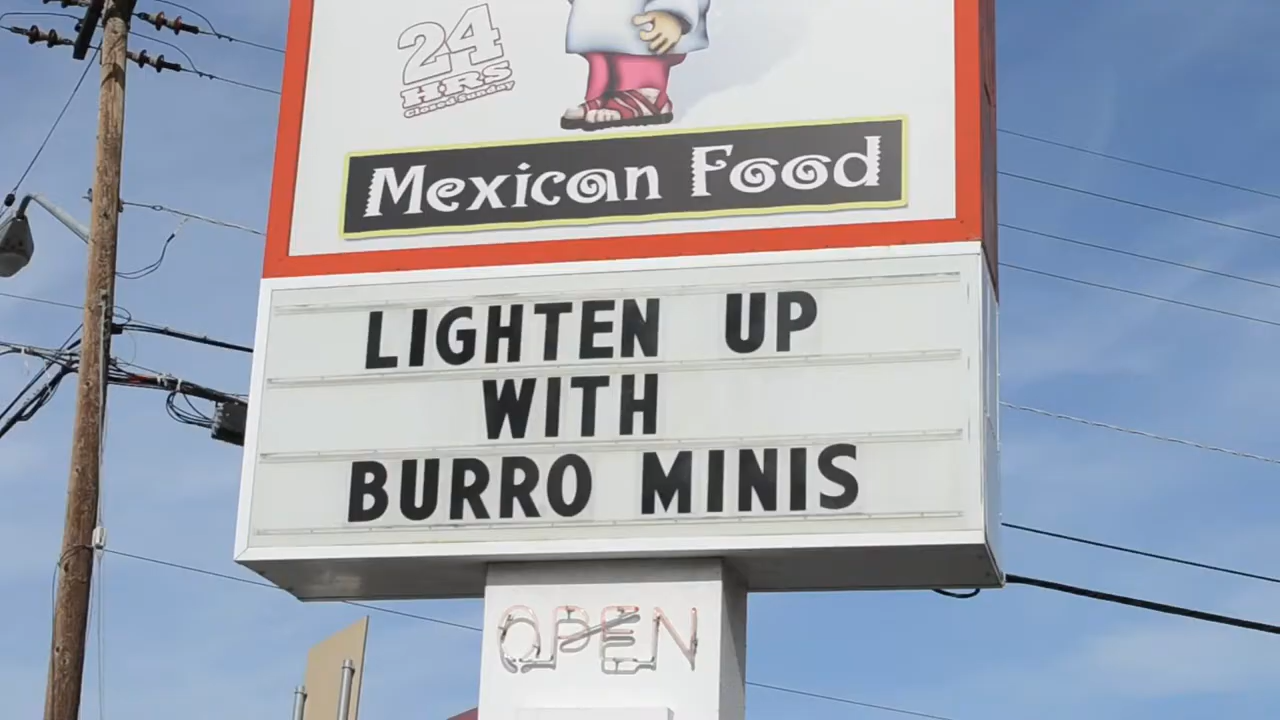 24
HRS
Closed Sunday
Mexican Food
LIGHTEN UP
WITH
BURRO MINIS
OPEN